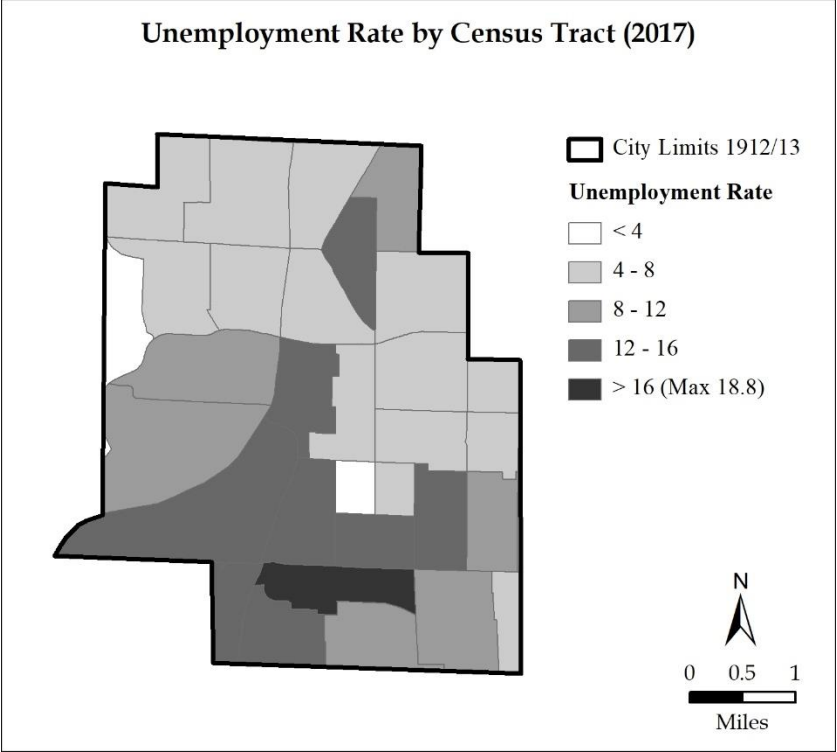 Unemployment Rate by Census Tract (2017)
City Limits 1912/13
Unemployment Rate
< 4
4 - 8
8 - 12
12 - 16
> 16 (Max 18.8)
N
0 0.5 1
Miles